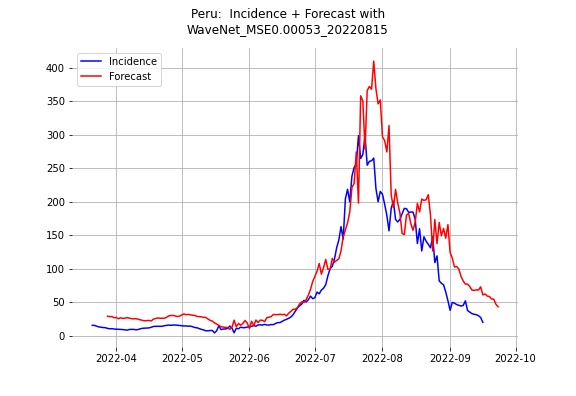 Peru:  Incidence + Forecast with
WaveNet_MSE0.00053_20220815
Incidence
Forecast
400
350
300
250
200
150
100
50
0
2022-04 2022-05 2022-06 2022-07 2022-08 2022-09 2022-10